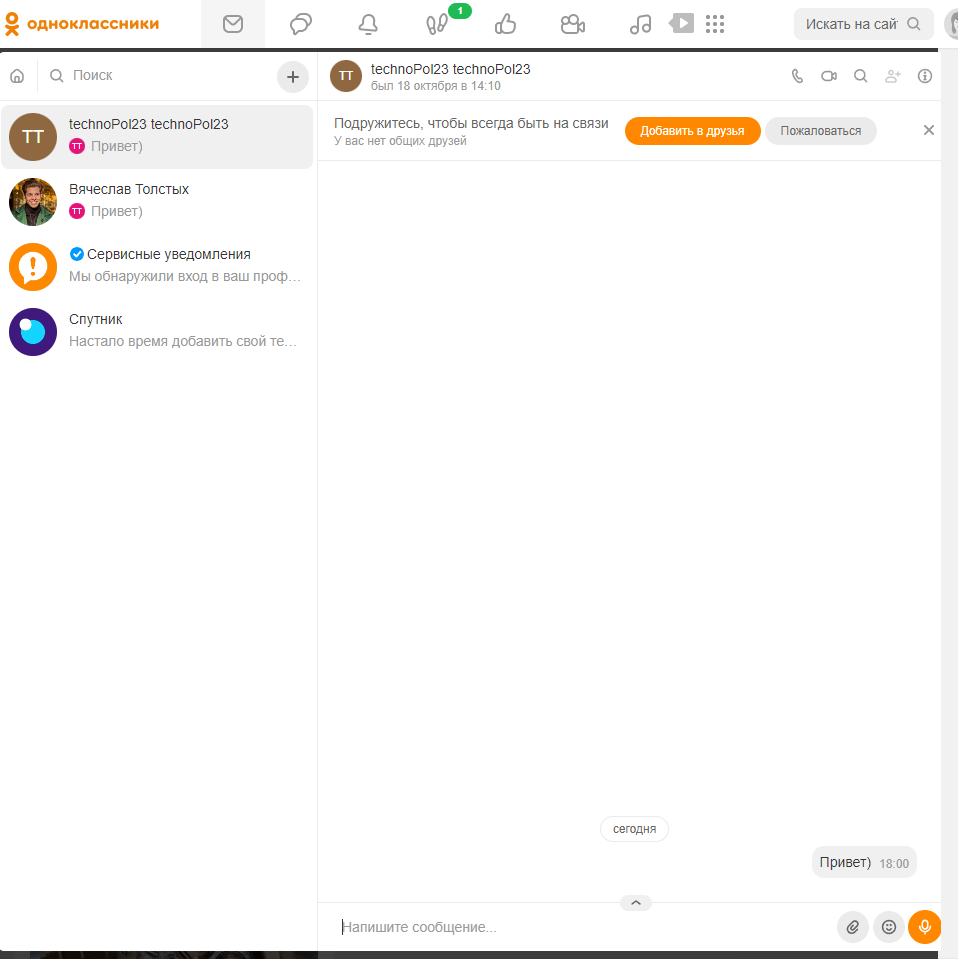 одноклассники
1
Искать на сай
Поиск
TT
technoPol23 technoPol23
TT
Привет)
Вячеслав Толстых
TT
Привет)
Сервисные уведомления
Мы обнаружили вход в ваш проф…
Спутник
Настало время добавить свой те…
TT
technoPol23 technoPol23
был 18 октября в 14:10
Подружитесь, чтобы всегда быть на связи
У вас нет общих друзей
Добавить в друзья
Пожаловаться
сегодня
Привет) 18:00
Напишите сообщение...